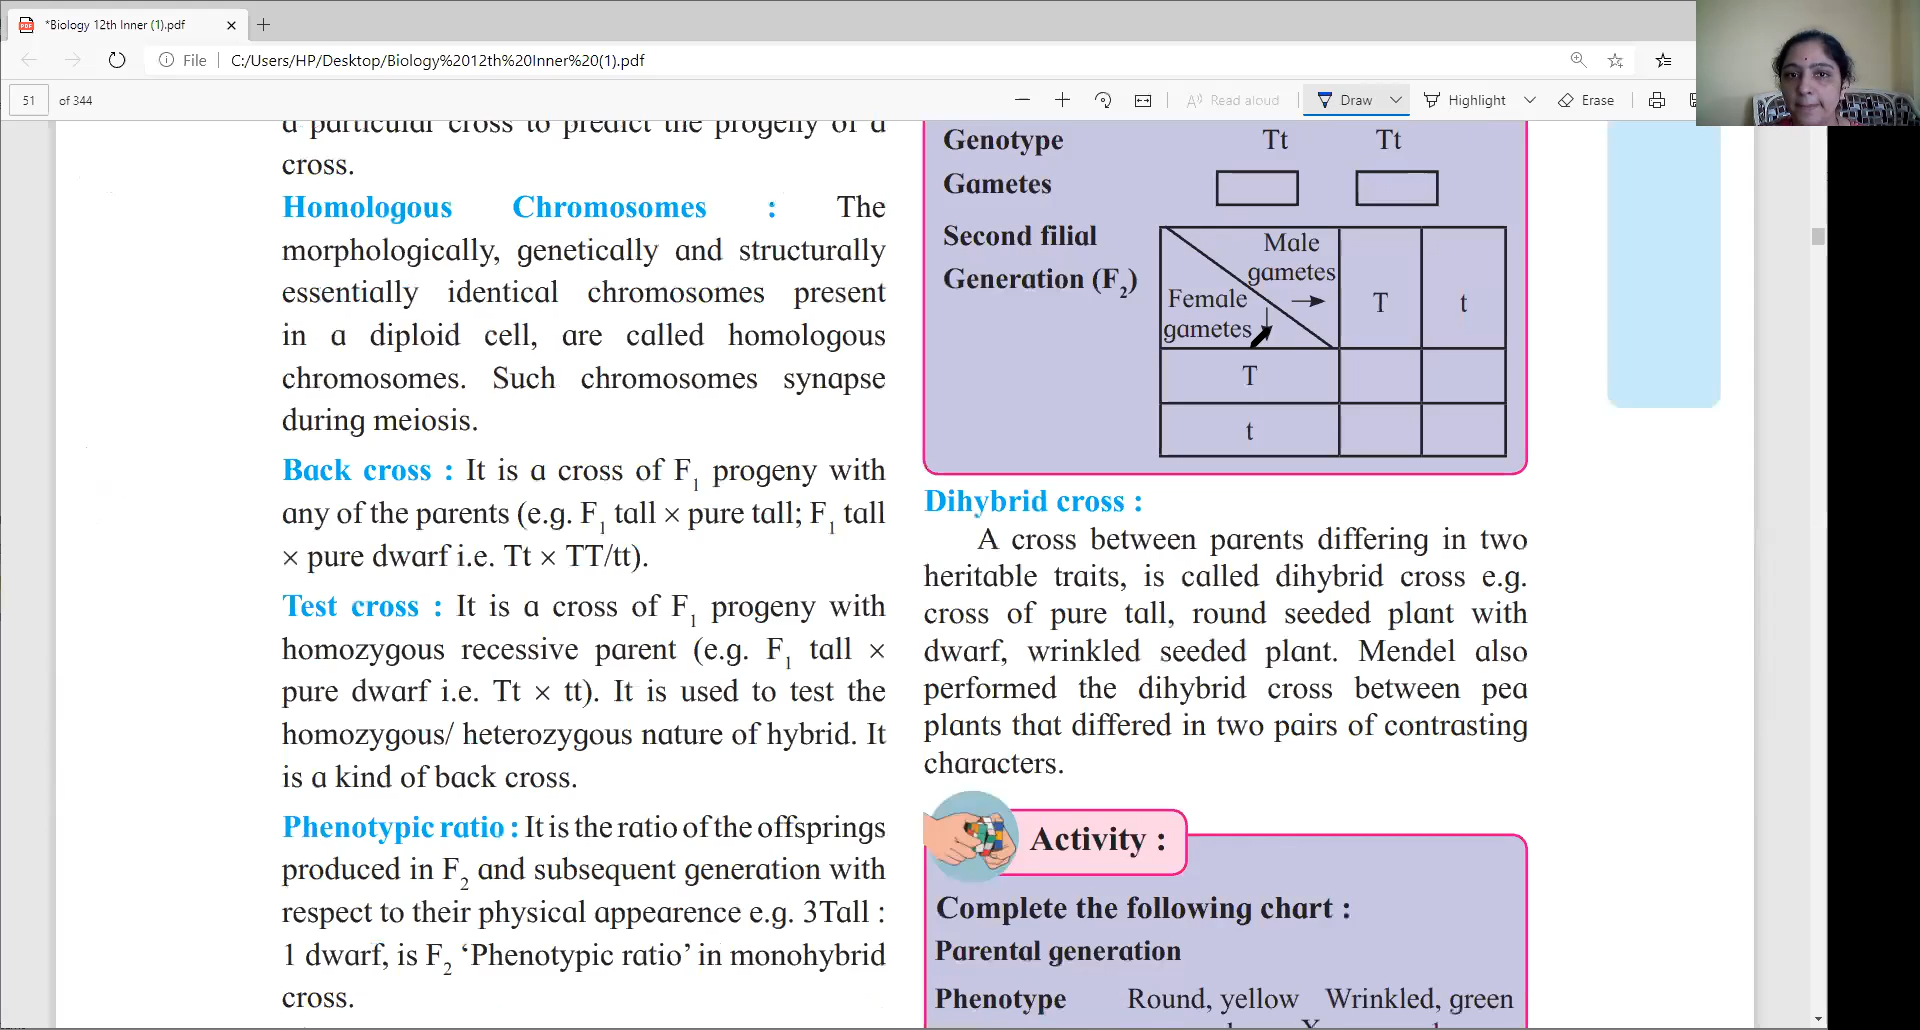 *Biology 12th Inner (1).pdf
File
C:/Users/HP/Desktop/Biology%2012th%20Inner%20(1).pdf
51 of 344
Read aloud
Draw
Highlight
Erase
a particular cross to predict the progeny of a
cross.
Homologous Chromosomes : The
morphologically, genetically and structurally
essentially identical chromosomes present
in a diploid cell, are called homologous
chromosomes. Such chromosomes synapse
during meiosis.
Back cross : It is a cross of F₁ progeny with
any of the parents (e.g. F₁ tall × pure tall; F₁ tall
× pure dwarf i.e. Tt × TT/tt).
Test cross : It is a cross of F₁ progeny with
homozygous recessive parent (e.g. F₁ tall ×
pure dwarf i.e. Tt × tt). It is used to test the
homozygous/ heterozygous nature of hybrid. It
is a kind of back cross.
Phenotypic ratio : It is the ratio of the offsprings
produced in F₂ and subsequent generation with
respect to their physical appearence e.g. 3Tall :
1 dwarf, is F₂ ‘Phenotypic ratio’ in monohybrid
cross.
Genotype Tt Tt
Gametes
Second filial
Generation (F₂)
Male
gametes
Female
gametes
T
t
T
t
Dihybrid cross :
A cross between parents differing in two
heritable traits, is called dihybrid cross e.g.
cross of pure tall, round seeded plant with
dwarf, wrinkled seeded plant. Mendel also
performed the dihybrid cross between pea
plants that differed in two pairs of contrasting
characters.
Activity :
Complete the following chart :
Parental generation
Phenotype Round, yellow Wrinkled, green
X